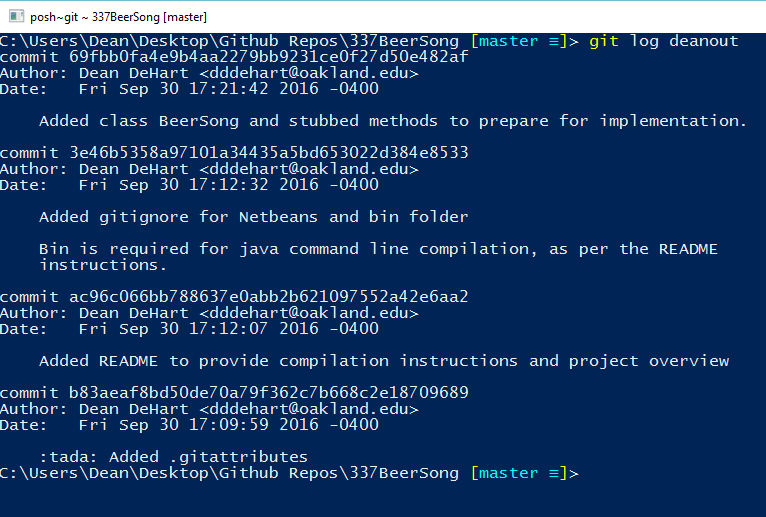 posh~git ~ 337BeerSong [master]
C:\Users\Dean\Desktop\Github Repos\337BeerSong [master ≡]> git log deanout
commit 69fbb0fa4e9b4aa2279bb9231ce0f27d50e482af
Author: Dean DeHart <dddehart@oakland.edu>
Date:   Fri Sep 30 17:21:42 2016 -0400

    Added class BeerSong and stubbed methods to prepare for implementation.

commit 3e46b5358a97101a34435a5bd653022d384e8533
Author: Dean DeHart <dddehart@oakland.edu>
Date:   Fri Sep 30 17:12:32 2016 -0400

    Added gitignore for Netbeans and bin folder

    Bin is required for java command line compilation, as per the README
    instructions.

commit ac96c066bb788637e0abb2b621097552a42e6aa2
Author: Dean DeHart <dddehart@oakland.edu>
Date:   Fri Sep 30 17:12:07 2016 -0400

    Added README to provide compilation instructions and project overview

commit b83aeaf8bd50de70a79f362c7b668c2e18709689
Author: Dean DeHart <dddehart@oakland.edu>
Date:   Fri Sep 30 17:09:59 2016 -0400

    :tada: Added .gitattributes
C:\Users\Dean\Desktop\Github Repos\337BeerSong [master ≡]>